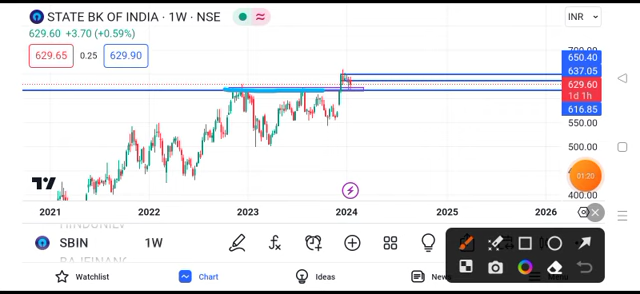 STATE BK OF INDIA · 1W · NSE
INR
629.60 +3.70 (+0.59%)
629.65 0.25 629.90
650.40
637.05
629.60
1d 1h
616.85
550.00
500.00
400.00
01:20
2021 2022 2023 2024 2025 2026
SBIN 1W
Watchlist Chart Ideas News Menu